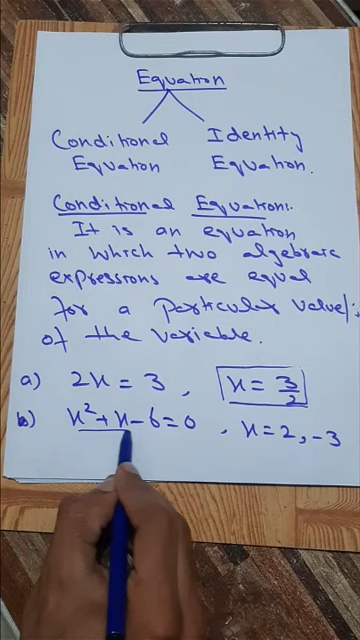 Equation
Conditional Identity
Equation Equation.
Conditional Equation:.
It is an equation
in which two algebraic
expressions are equal
for a particular value/s
of the variable.
a) 2x = 3 , x = 3/2
b) x² + x - 6 = 0 , x = 2, -3